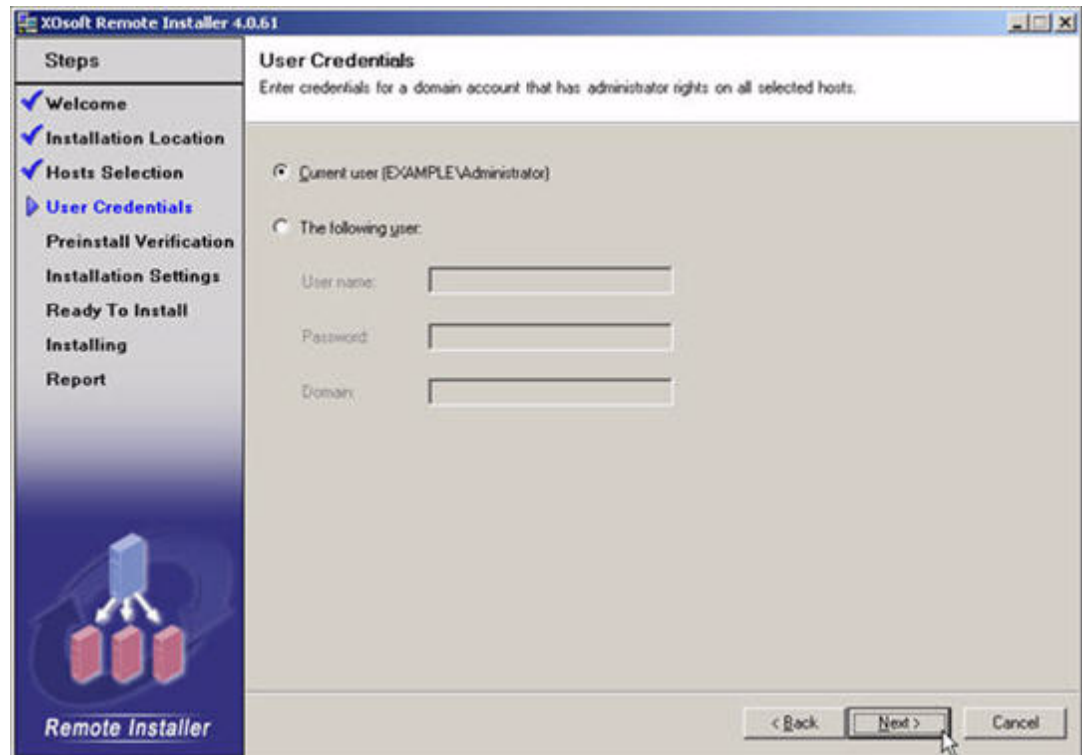 XOsoft Remote Installer 4.0.61
Steps
Welcome
Installation Location
Hosts Selection
User Credentials
Preinstall Verification
Installation Settings
Ready To Install
Installing
Report
Remote Installer
User Credentials
Enter credentials for a domain account that has administrator rights on all selected hosts.
Current user (EXAMPLE\Administrator)
The following user:
User name:
Password:
Domain:
< Back
Next >
Cancel